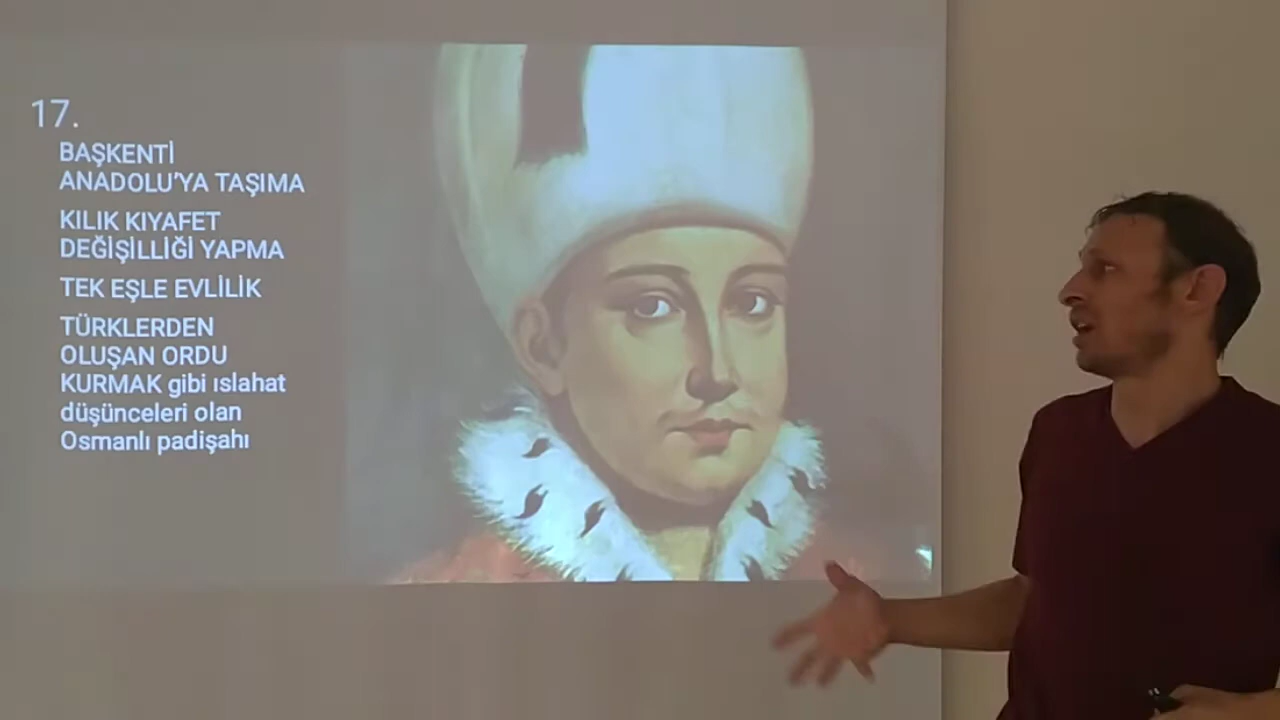 17.
BAŞKENTİ
ANADOLU'YA TAŞIMA
KILIK KIYAFET
DEĞİŞİLLİĞİ YAPMA
TEK EŞLE EVLİLİK
TÜRKLERDEN
OLUŞAN ORDU
KURMAK gibi ıslahat
düşünceleri olan
Osmanlı padişahı